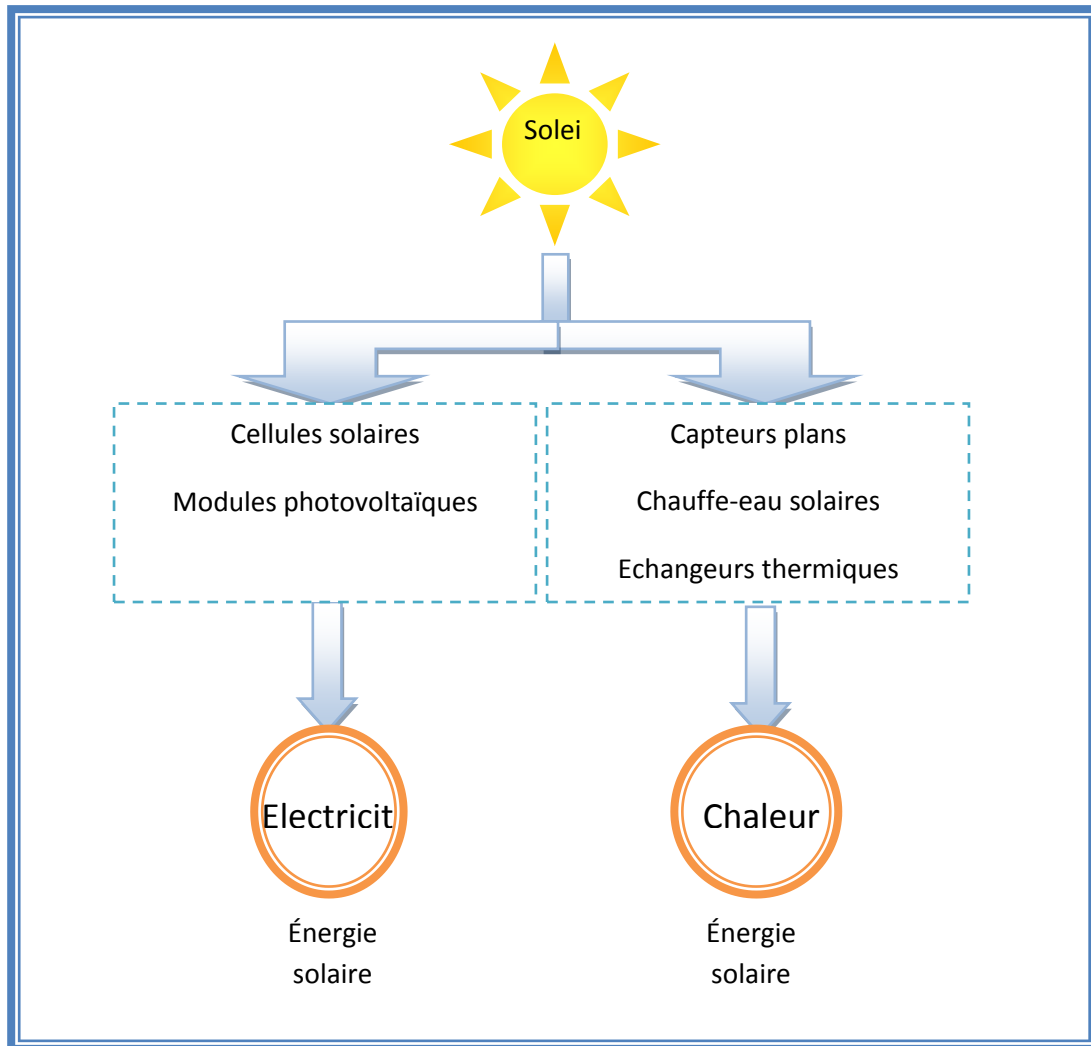 Solei
Cellules solaires
Modules photovoltaïques
Capteurs plans
Chauffe-eau solaires
Echangeurs thermiques
Electricit
Chaleur
Énergie
solaire
Énergie
solaire